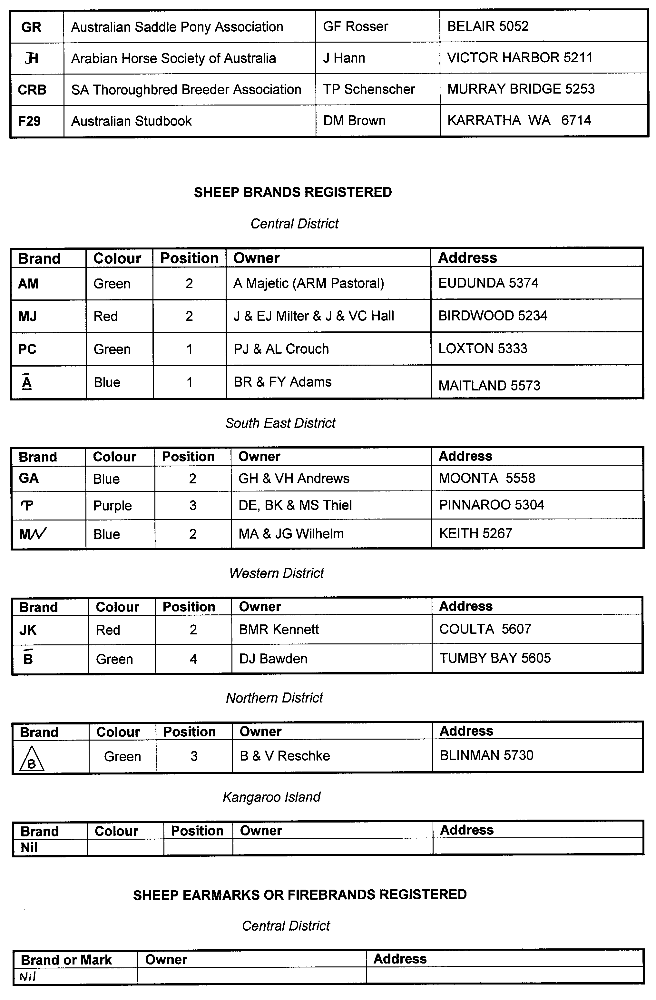 GR Australian Saddle Pony Association GF Rosser BELAIR 5052
JH Arabian Horse Society of Australia J Hann VICTOR HARBOR 5211
CRB SA Thoroughbred Breeder Association TP Schenscher MURRAY BRIDGE 5253
F29 Australian Studbook DM Brown KARRATHA WA 6714
SHEEP BRANDS REGISTERED
Central District
Brand Colour Position Owner Address
AM Green 2 A Majetic (ARM Pastoral) EUDUNDA 5374
MJ Red 2 J & EJ Milter & J & VC Hall BIRDWOOD 5234
PC Green 1 PJ & AL Crouch LOXTON 5333
A Blue 1 BR & FY Adams MAITLAND 5573
South East District
Brand Colour Position Owner Address
GA Blue 2 GH & VH Andrews MOONTA 5558
Purple 3 DE, BK & MS Thiel PINNAROO 5304
Blue 2 MA & JG Wilhelm KEITH 5267
Western District
Brand Colour Position Owner Address
JK Red 2 BMR Kennett COULTA 5607
B Green 4 DJ Bawden TUMBY BAY 5605
Northern District
Brand Colour Position Owner Address
B Green 3 B & V Reschke BLINMAN 5730
Kangaroo Island
Brand Colour Position Owner Address
Nil
SHEEP EARMARKS OR FIREBRANDS REGISTERED
Central District
Brand or Mark Owner Address
Nil